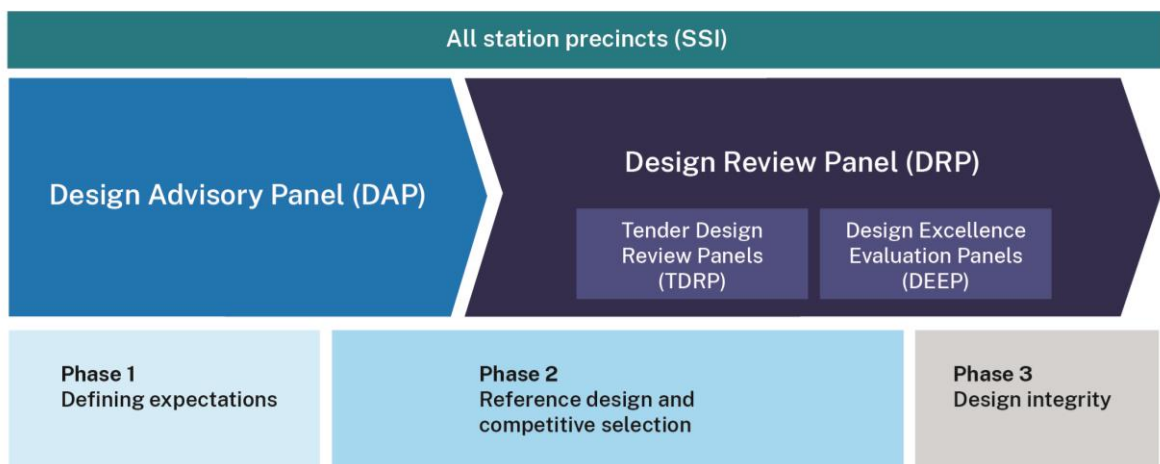 All station precincts (SSI)
Design Advisory Panel (DAP)
Design Review Panel (DRP)
Tender Design
Review Panels
(TDRP)
Design Excellence
Evaluation Panels
(DEEP)
Phase 1
Defining expectations
Phase 2
Reference design and
competitive selection
Phase 3
Design integrity